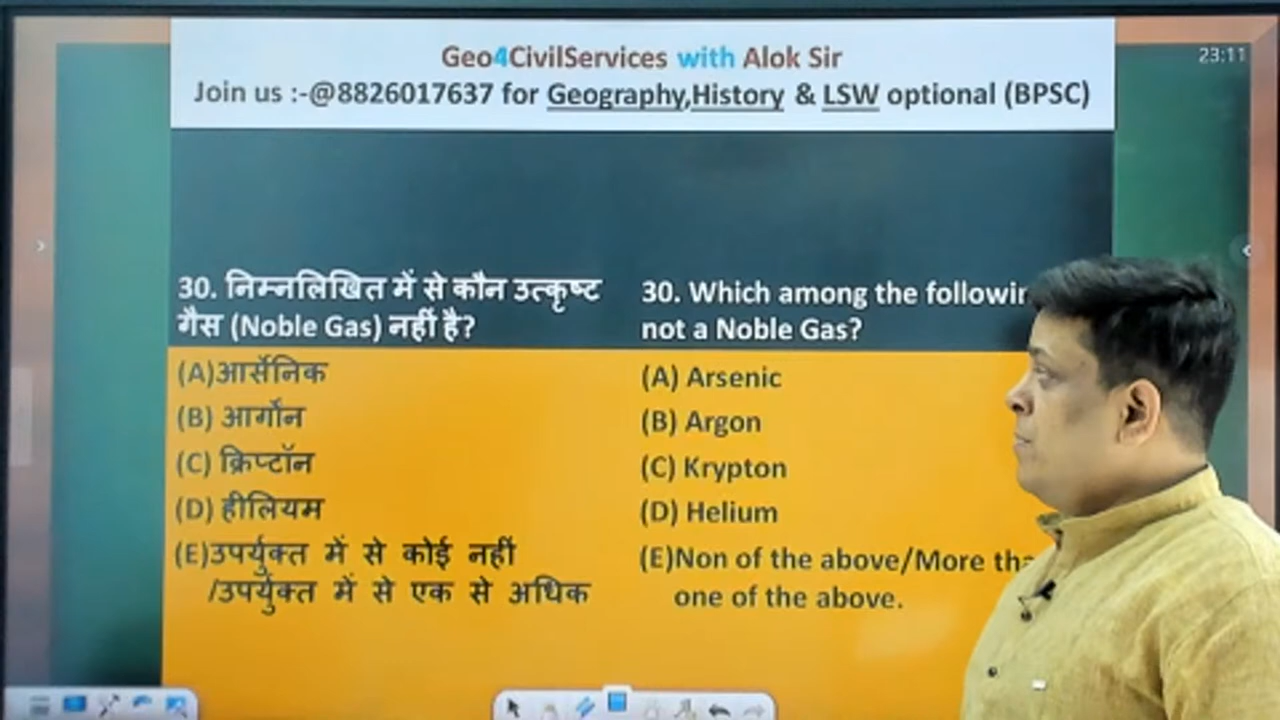 Geo4CivilServices with Alok Sir
Join us :-@8826017637 for Geography,History & LSW optional (BPSC)
23:11
30. निम्नलिखित में से कौन उत्कृष्ट
गैस (Noble Gas) नहीं है?
(A)आर्सेनिक
(B) आर्गौन
(C) क्रिप्टॉन
(D) हीलियम
(E)उपर्युक्त में से कोई नहीं
/उपर्युक्त में से एक से अधिक
30. Which among the
not a Noble Gas?
(A) Arsenic
(B) Argon
(C) Krypton
(D) Helium
(E)Non of the above/More
one of the above.